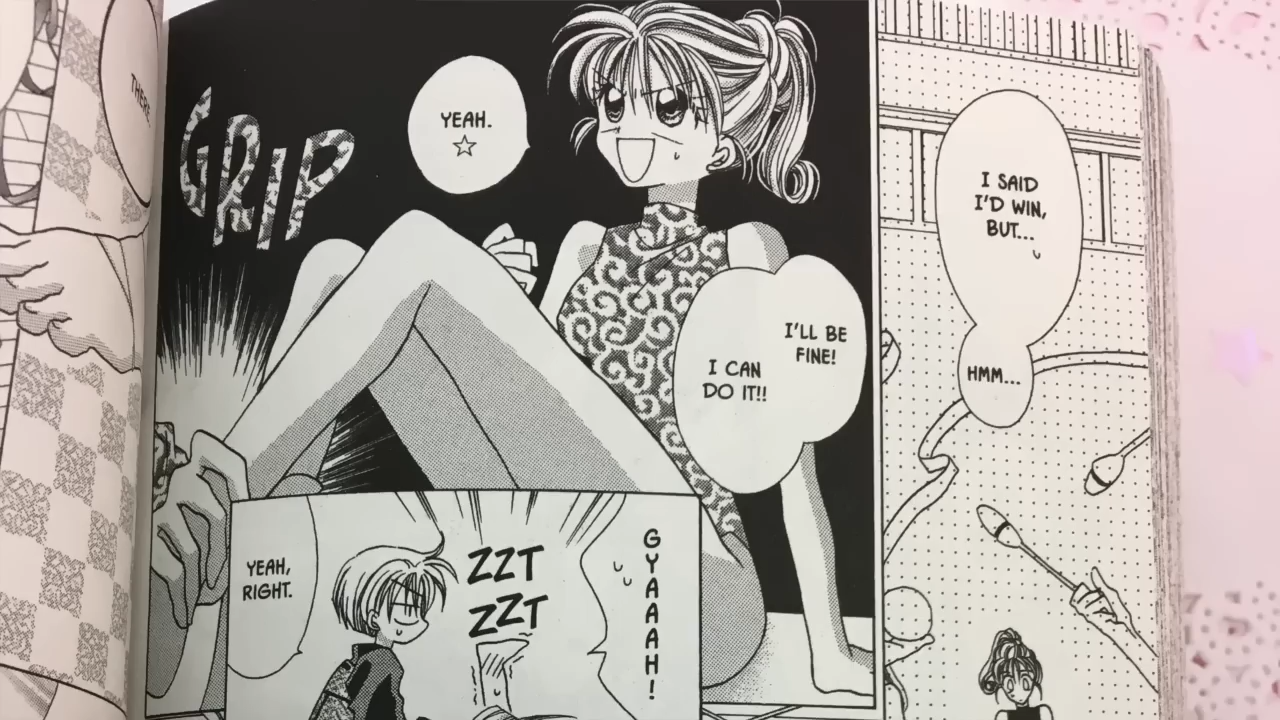 I SAID
I'D WIN,
BUT...
HMM...
I'LL BE
FINE!
I CAN
DO IT!!
YEAH.
☆
GRIP
GYAAAAH!
ZZT
ZZT
YEAH,
RIGHT.
THERE